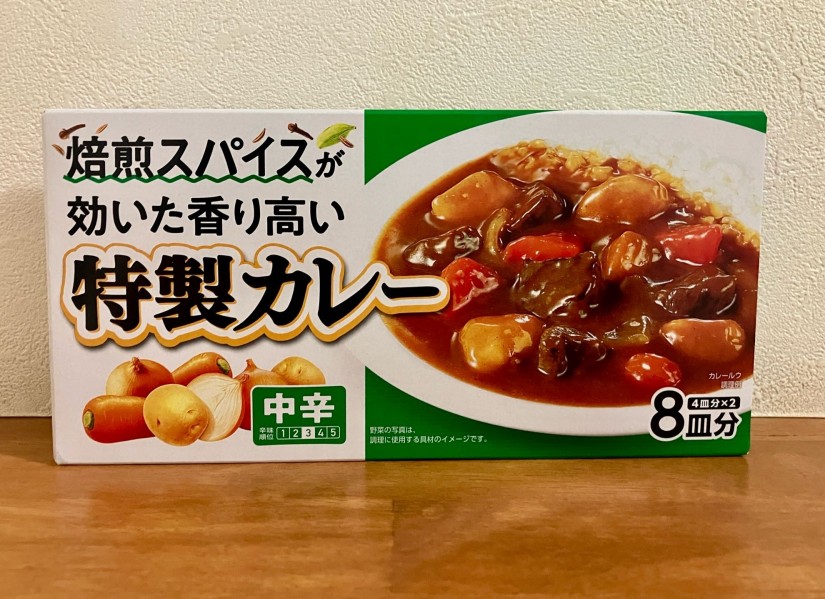 焙煎スパイスが
効いた香り高い
特製カレー
中辛
辛味
順位 1 2 3 4 5
野菜の写真は、
調理に使用する具材のイメージです。
カレールウ
調理例
4皿分×2
8皿分